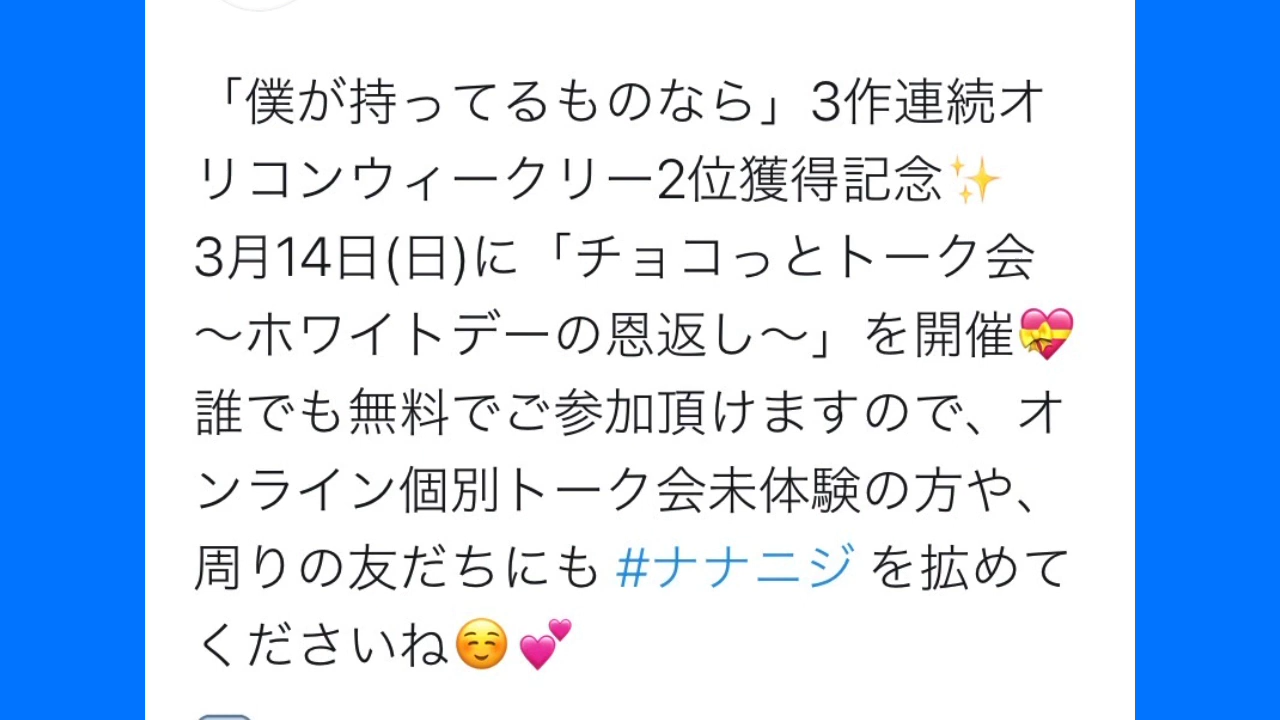 「僕が持ってるものなら」3作連続オ
リコンウィークリー2位獲得記念✨
3月14日(日)に「チョコっとトーク会
〜ホワイトデーの恩返し〜」を開催💝
誰でも無料でご参加頂けますので、オ
ンライン個別トーク会未体験の方や、
周りの友だちにも #ナナニジ を拡めて
くださいね☺️💕